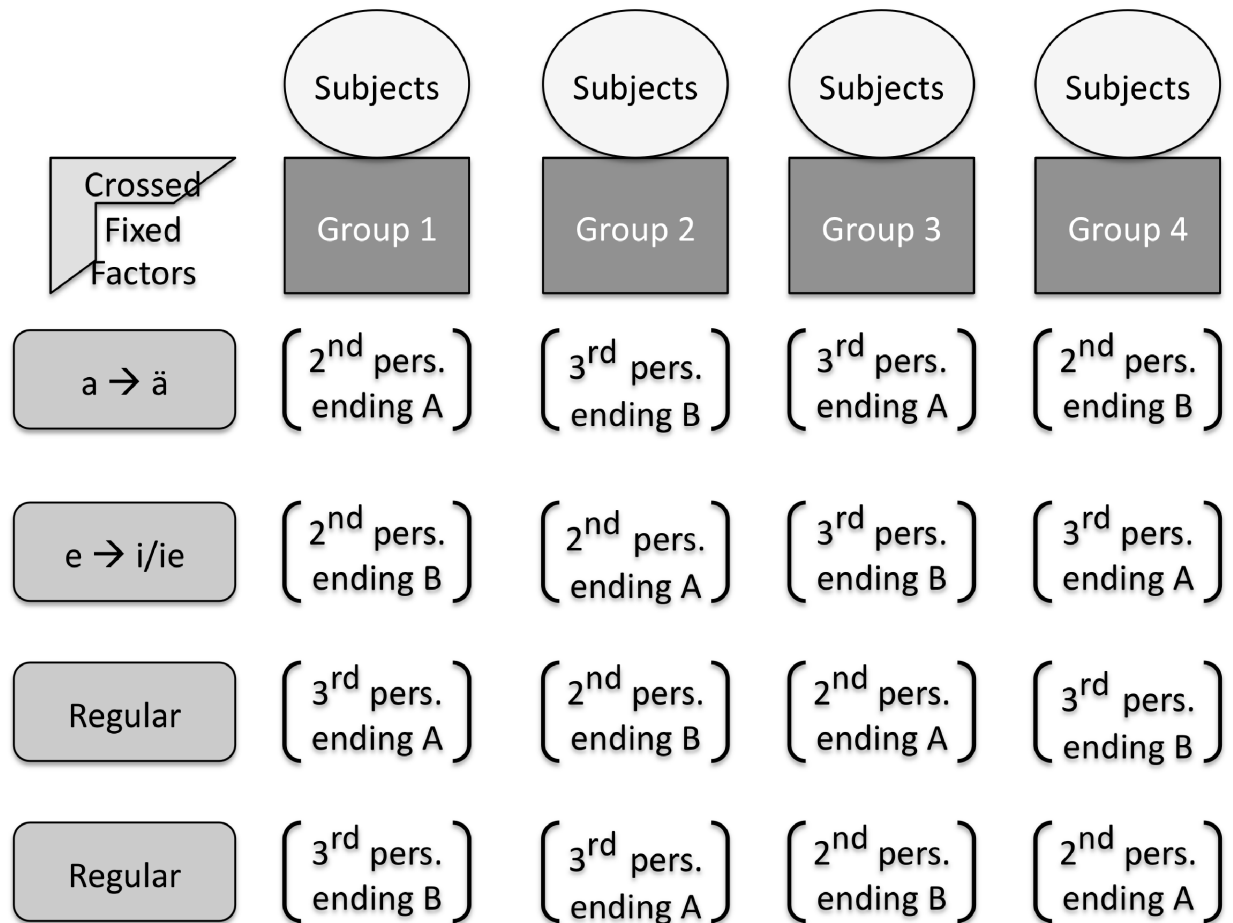 Subjects Subjects Subjects Subjects
Crossed
Fixed
Factors
Group 1 Group 2 Group 3 Group 4
a → ä
2nd pers.
ending A
3rd pers.
ending B
3rd pers.
ending A
2nd pers.
ending B
e → i/ie
2nd pers.
ending B
2nd pers.
ending A
3rd pers.
ending B
3rd pers.
ending A
Regular
3rd pers.
ending A
2nd pers.
ending B
2nd pers.
ending A
3rd pers.
ending B
Regular
3rd pers.
ending B
3rd pers.
ending A
2nd pers.
ending B
2nd pers.
ending A